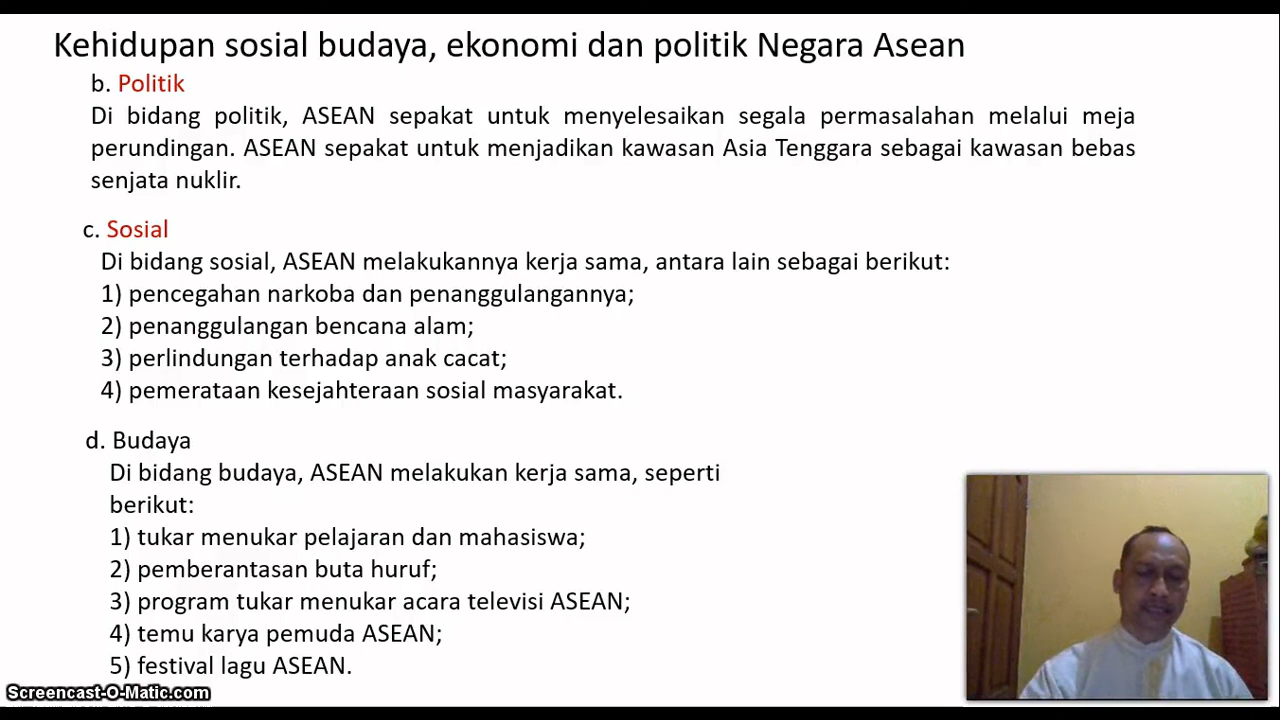 Kehidupan sosial budaya, ekonomi dan politik Negara Asean
b. Politik
Di bidang politik, ASEAN sepakat untuk menyelesaikan segala permasalahan melalui meja
perundingan. ASEAN sepakat untuk menjadikan kawasan Asia Tenggara sebagai kawasan bebas
senjata nuklir.
c. Sosial
Di bidang sosial, ASEAN melakukannya kerja sama, antara lain sebagai berikut:
1) pencegahan narkoba dan penanggulangannya;
2) penanggulangan bencana alam;
3) perlindungan terhadap anak cacat;
4) pemerataan kesejahteraan sosial masyarakat.
d. Budaya
Di bidang budaya, ASEAN melakukan kerja sama, seperti
berikut:
1) tukar menukar pelajaran dan mahasiswa;
2) pemberantasan buta huruf;
3) program tukar menukar acara televisi ASEAN;
4) temu karya pemuda ASEAN;
5) festival lagu ASEAN.
Screencast-O-Matic.com